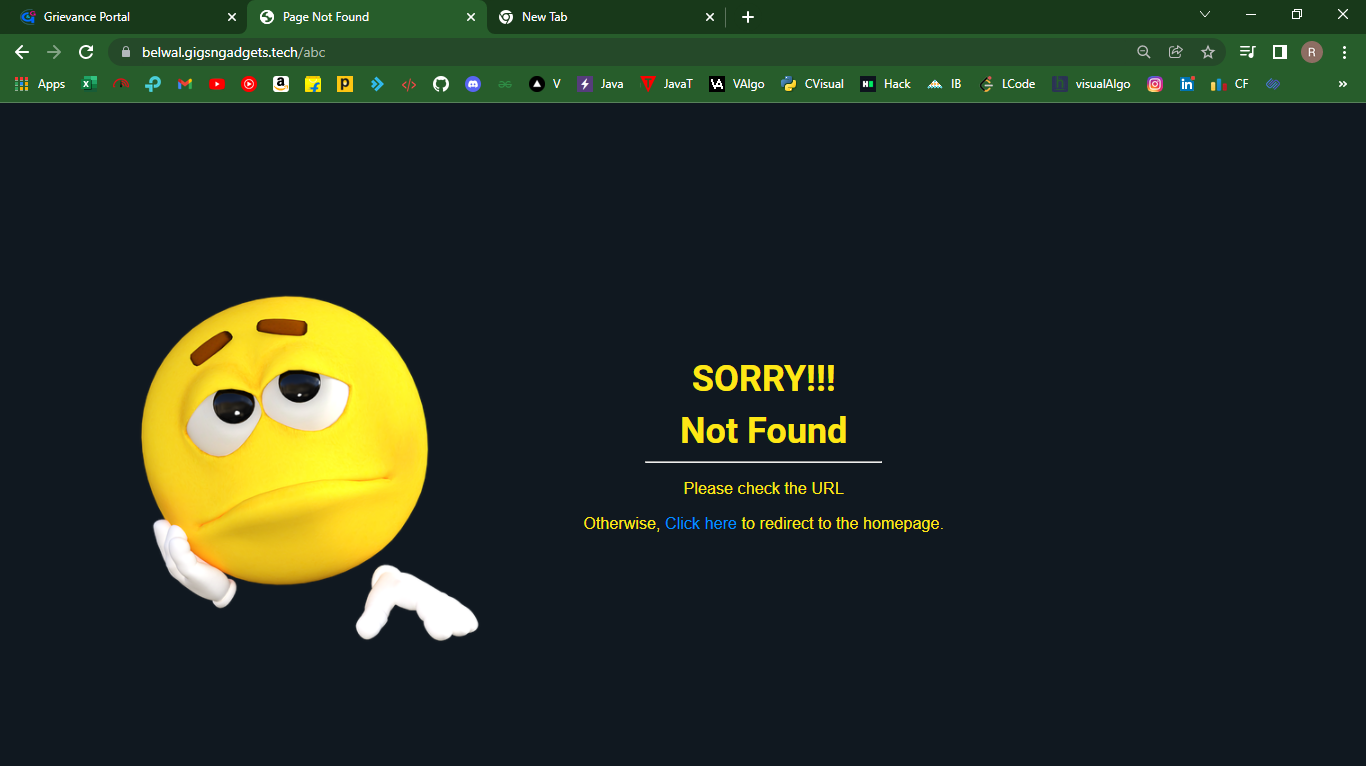 Grievance Portal
Page Not Found
New Tab
belwal.gigsngadgets.tech/abc
R
Apps
V
Java
JavaT
VAlgo
CVisual
Hack
IB
LCode
visualAlgo
CF
SORRY!!!
Not Found
Please check the URL
Otherwise, Click here to redirect to the homepage.